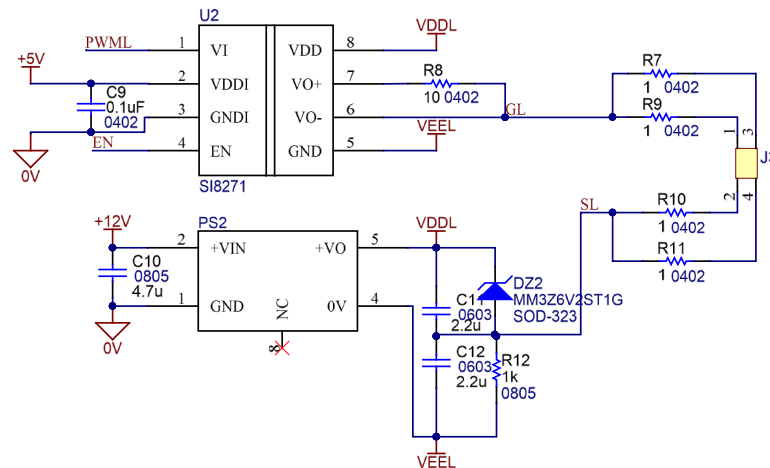 U2
PWML 1 VI VDD 8 VDDL
+5V 2 VDDI VO+ 7 R8 10 0402
C9 0.1uF 0402
3 GNDI VO- 6 GL
EN 4 EN GND 5 VEEL
0V
SI8271
R7
1 0402
R9
1 0402
1 3
2 4
SL
R10
1 0402
R11
1 0402
PS2
+12V 2 +VIN +VO 5 VDDL
C10
0805
4.7u
1 GND NC 0V 4
8
0V
DZ2
MM3Z6V2ST1G
SOD-323
0603
2.2u
C12
0603
2.2u
R12
1k
0805
VEEL